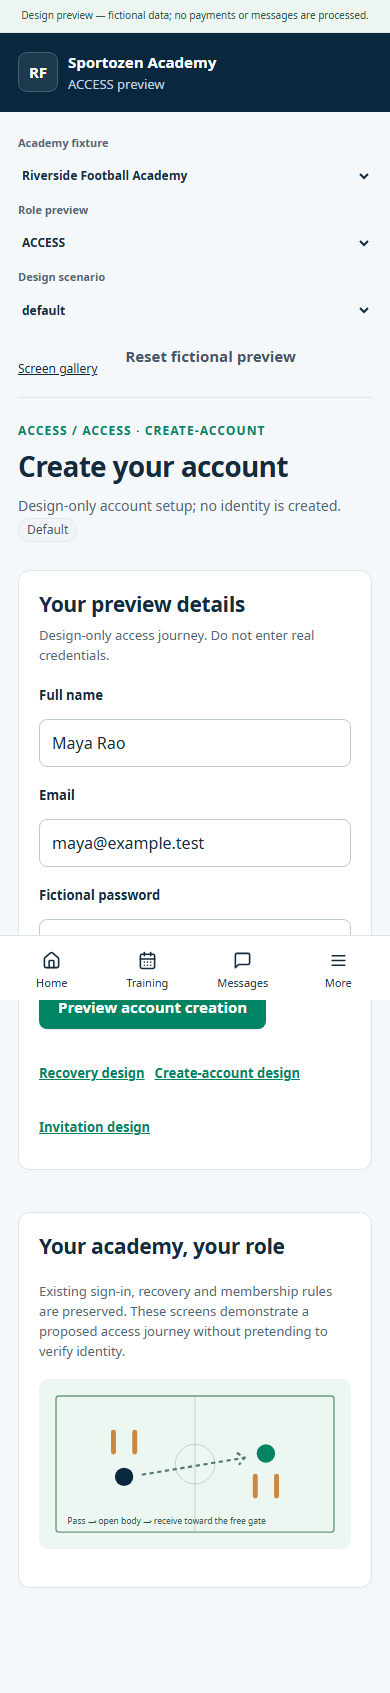 Design preview — fictional data; no payments or messages are processed.
RF
Sportozen Academy
ACCESS preview
Academy fixture
Riverside Football Academy
Role preview
ACCESS
Design scenario
default
Screen gallery
Reset fictional preview
ACCESS / ACCESS · CREATE-ACCOUNT
Create your account
Design-only account setup; no identity is created.
Default
Your preview details
Design-only access journey. Do not enter real
credentials.
Full name
Maya Rao
Email
maya@example.test
Fictional password
Home
Training
Messages
More
Preview account creation
Recovery design
Create-account design
Invitation design
Your academy, your role
Existing sign-in, recovery and membership rules
are preserved. These screens demonstrate a
proposed access journey without pretending to
verify identity.
Pass → open body → receive toward the free gate